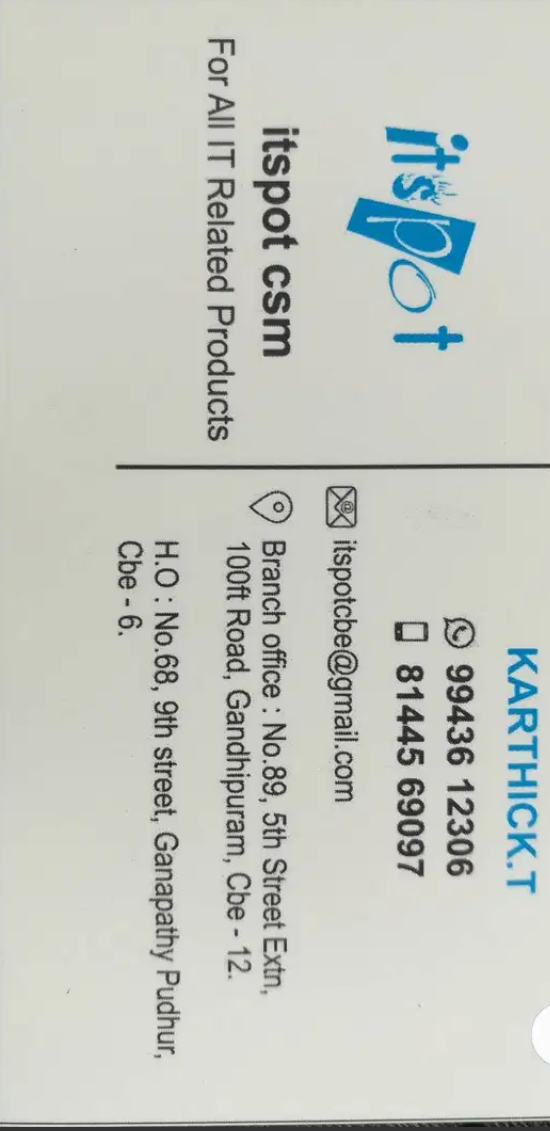 itspot
itspot csm
For All IT Related Products
KARTHICK.T
99436 12306
81445 69097
itspotcbe@gmail.com
Branch office : No.89, 5th Street Extn,
100ft Road, Gandhipuram, Cbe - 12.
H.O : No.68, 9th street, Ganapathy Pudhur,
Cbe - 6.